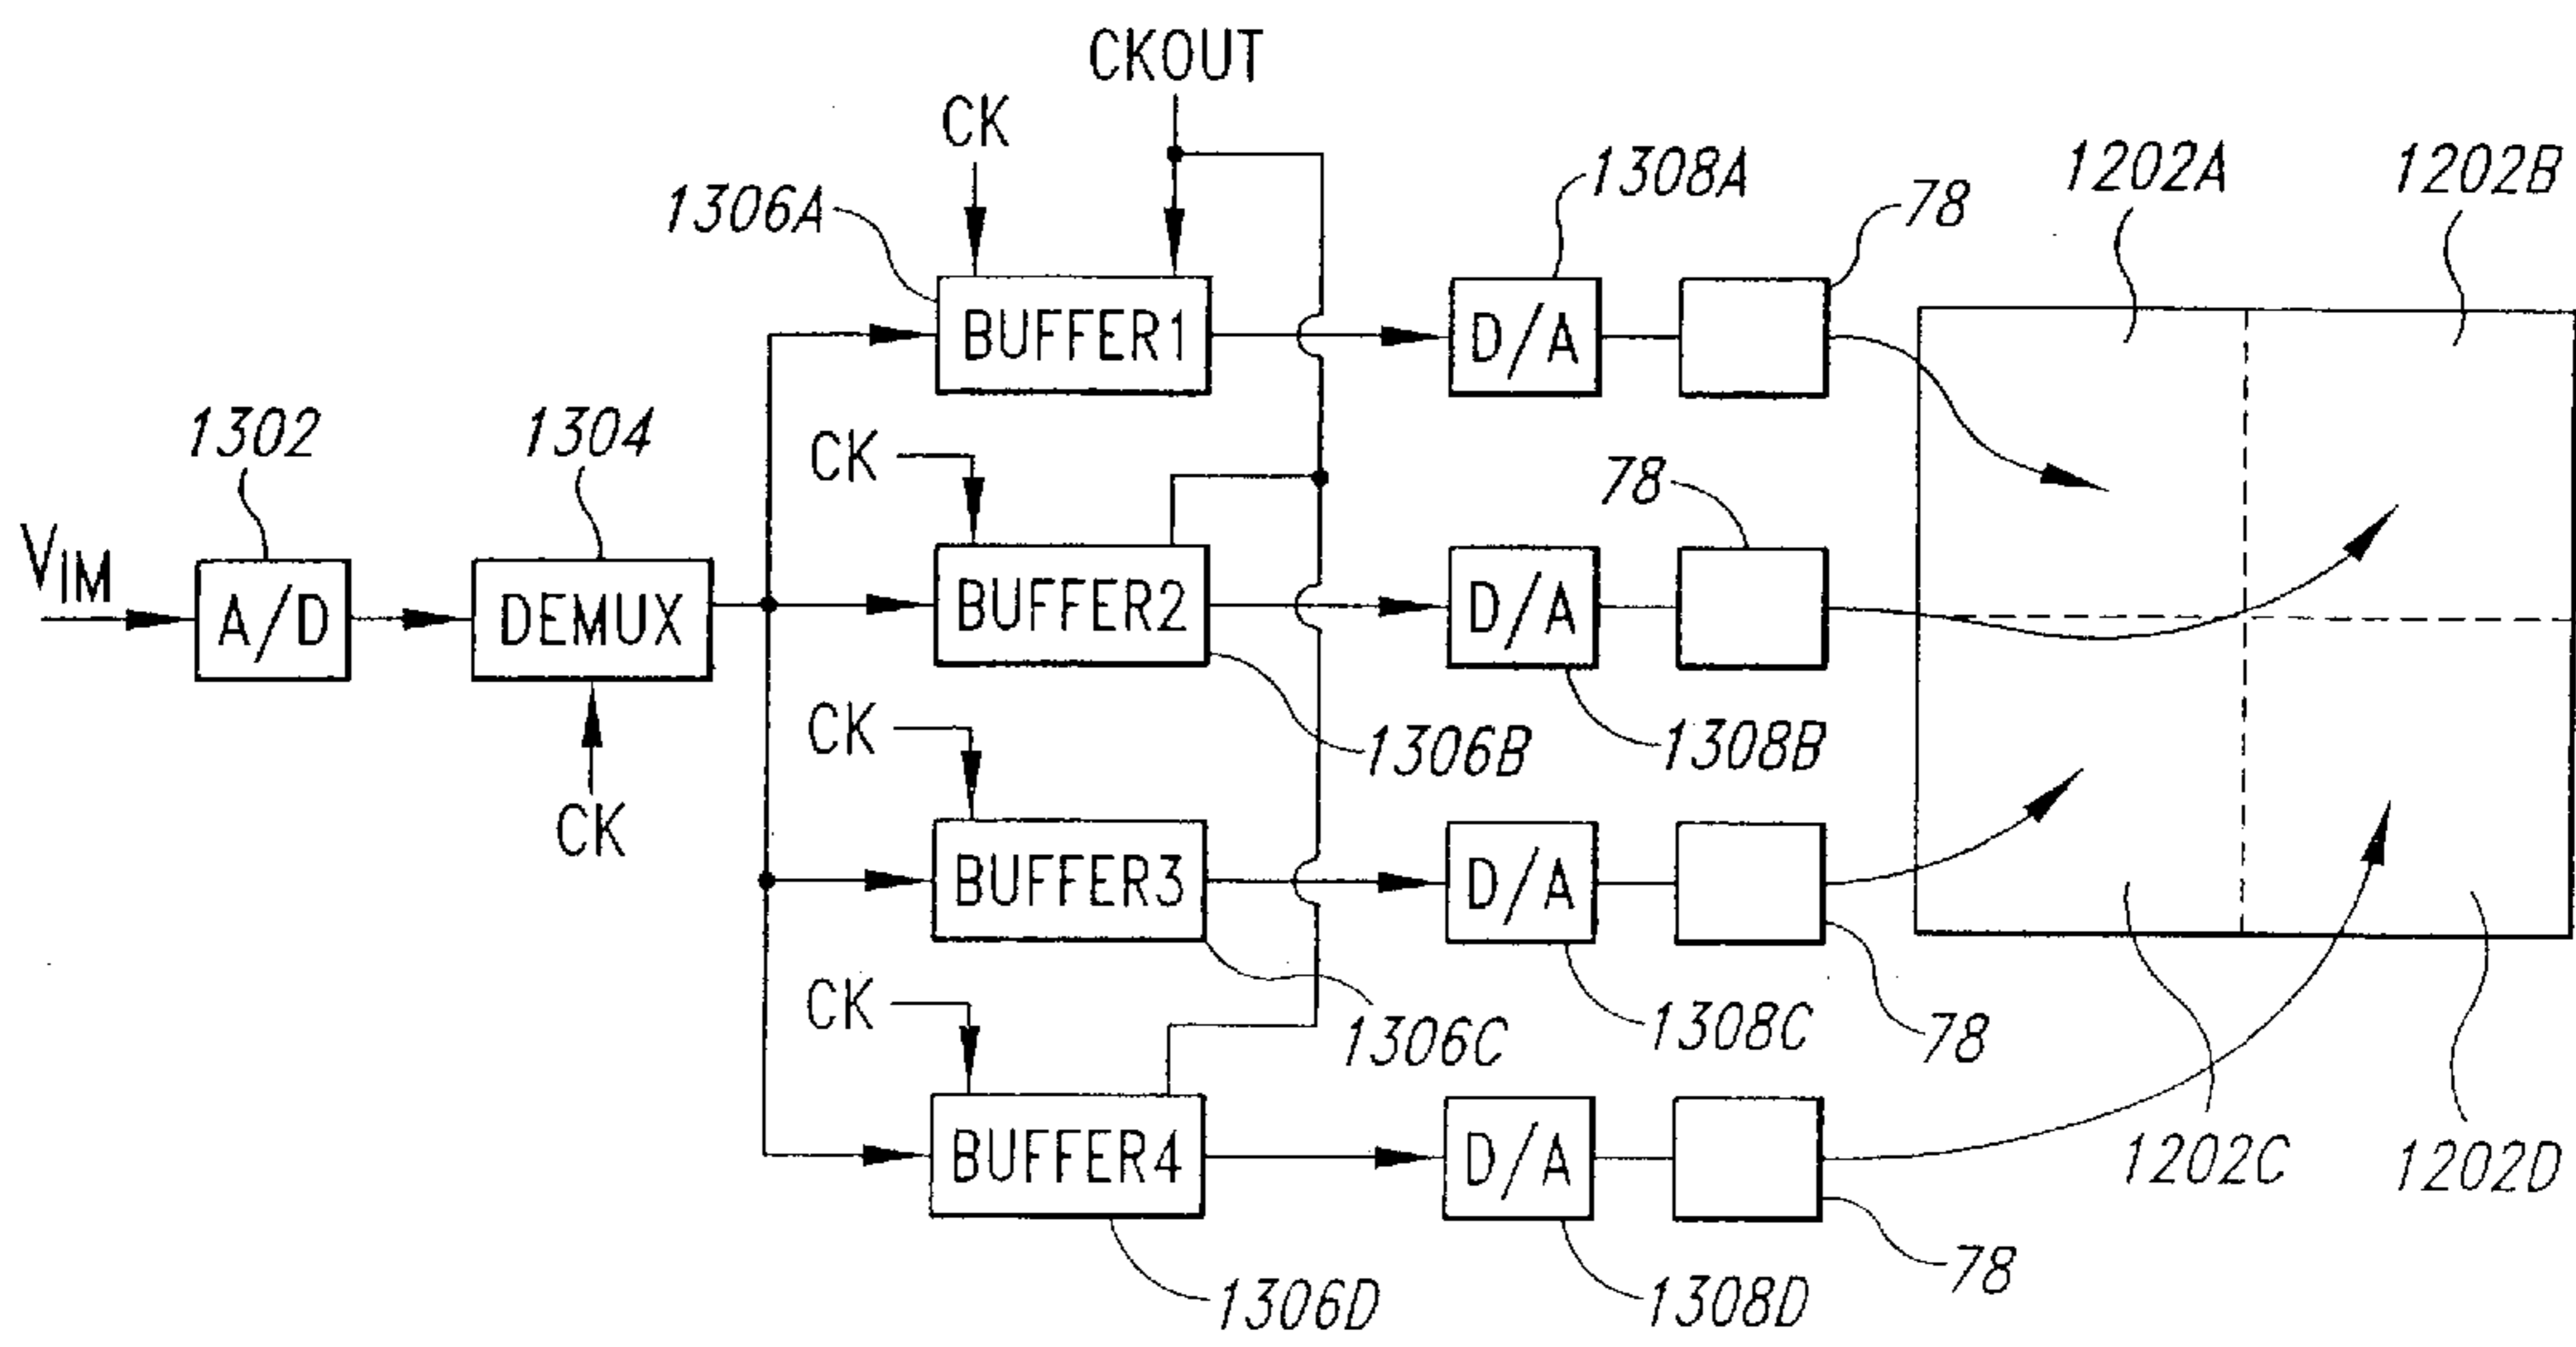 CKOUT
CK
1306A
1308A
78
1202A
1202B
BUFFER1
D/A
1302
1304
CK
78
VIM
A/D
DEMUX
BUFFER2
D/A
CK
CK
1306B
1308B
BUFFER3
D/A
CK
1306C
1308C
78
BUFFER4
D/A
1202C
1202D
1306D
1308D
78